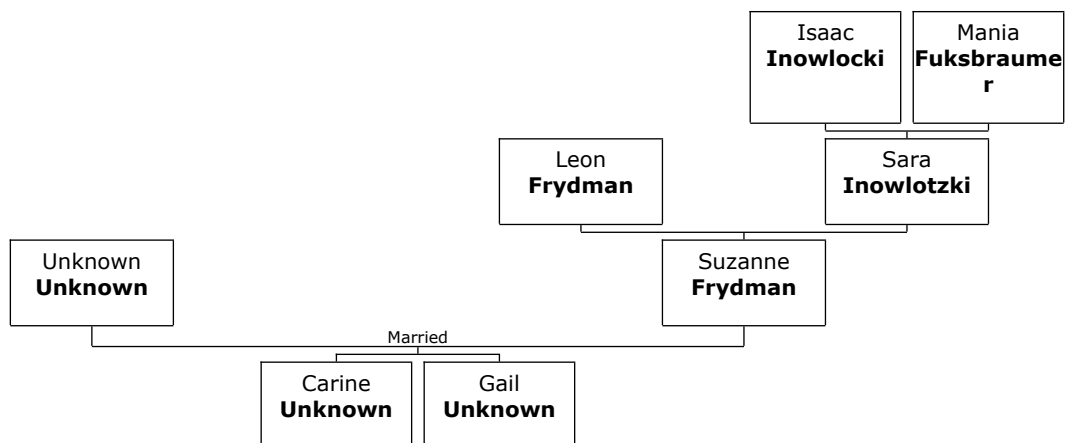 Isaac
Inowlocki
Mania
Fuksbraume
r
Leon
Frydman
Sara
Inowlotzki
Unknown
Unknown
Suzanne
Frydman
Married
Carine
Unknown
Gail
Unknown